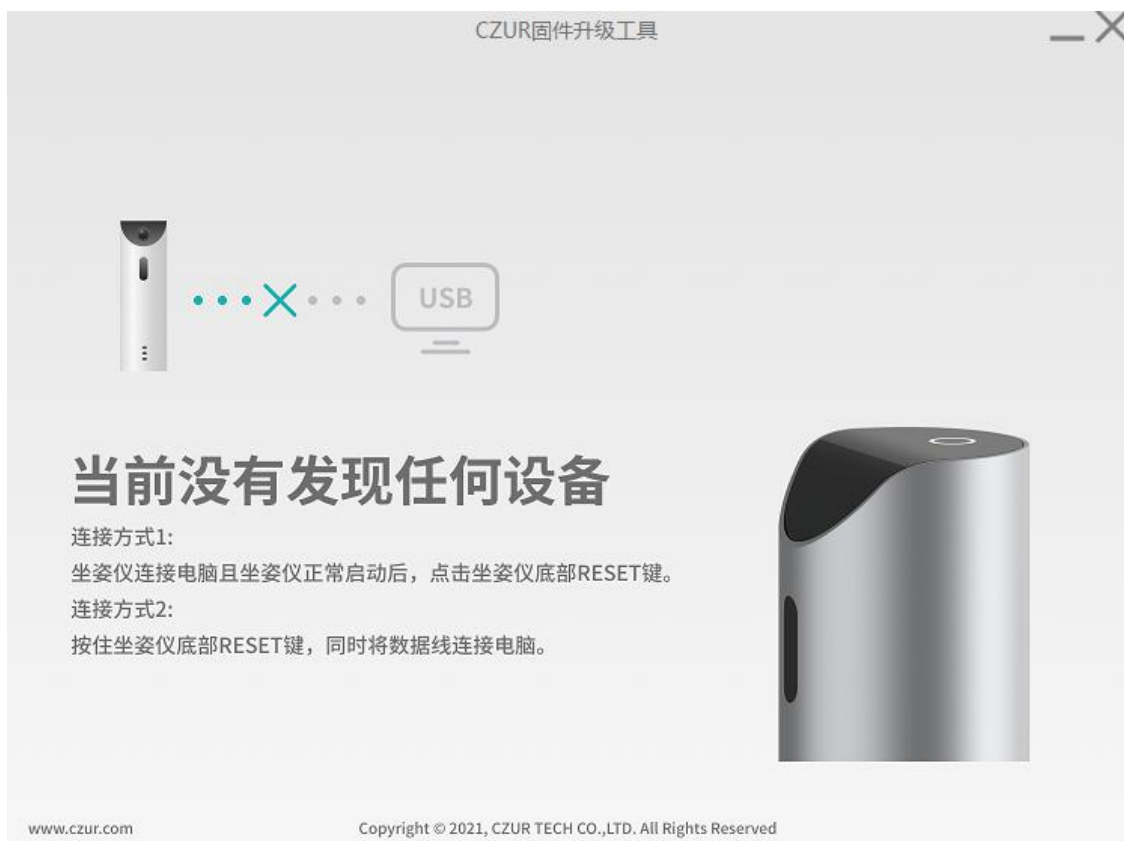 CZUR固件升级工具
USB
当前没有发现任何设备
连接方式1:
坐姿仪连接电脑且坐姿仪正常启动后，点击坐姿仪底部RESET键。
连接方式2:
按住坐姿仪底部RESET键，同时将数据线连接电脑。
www.czur.com
Copyright © 2021, CZUR TECH CO.,LTD. All Rights Reserved